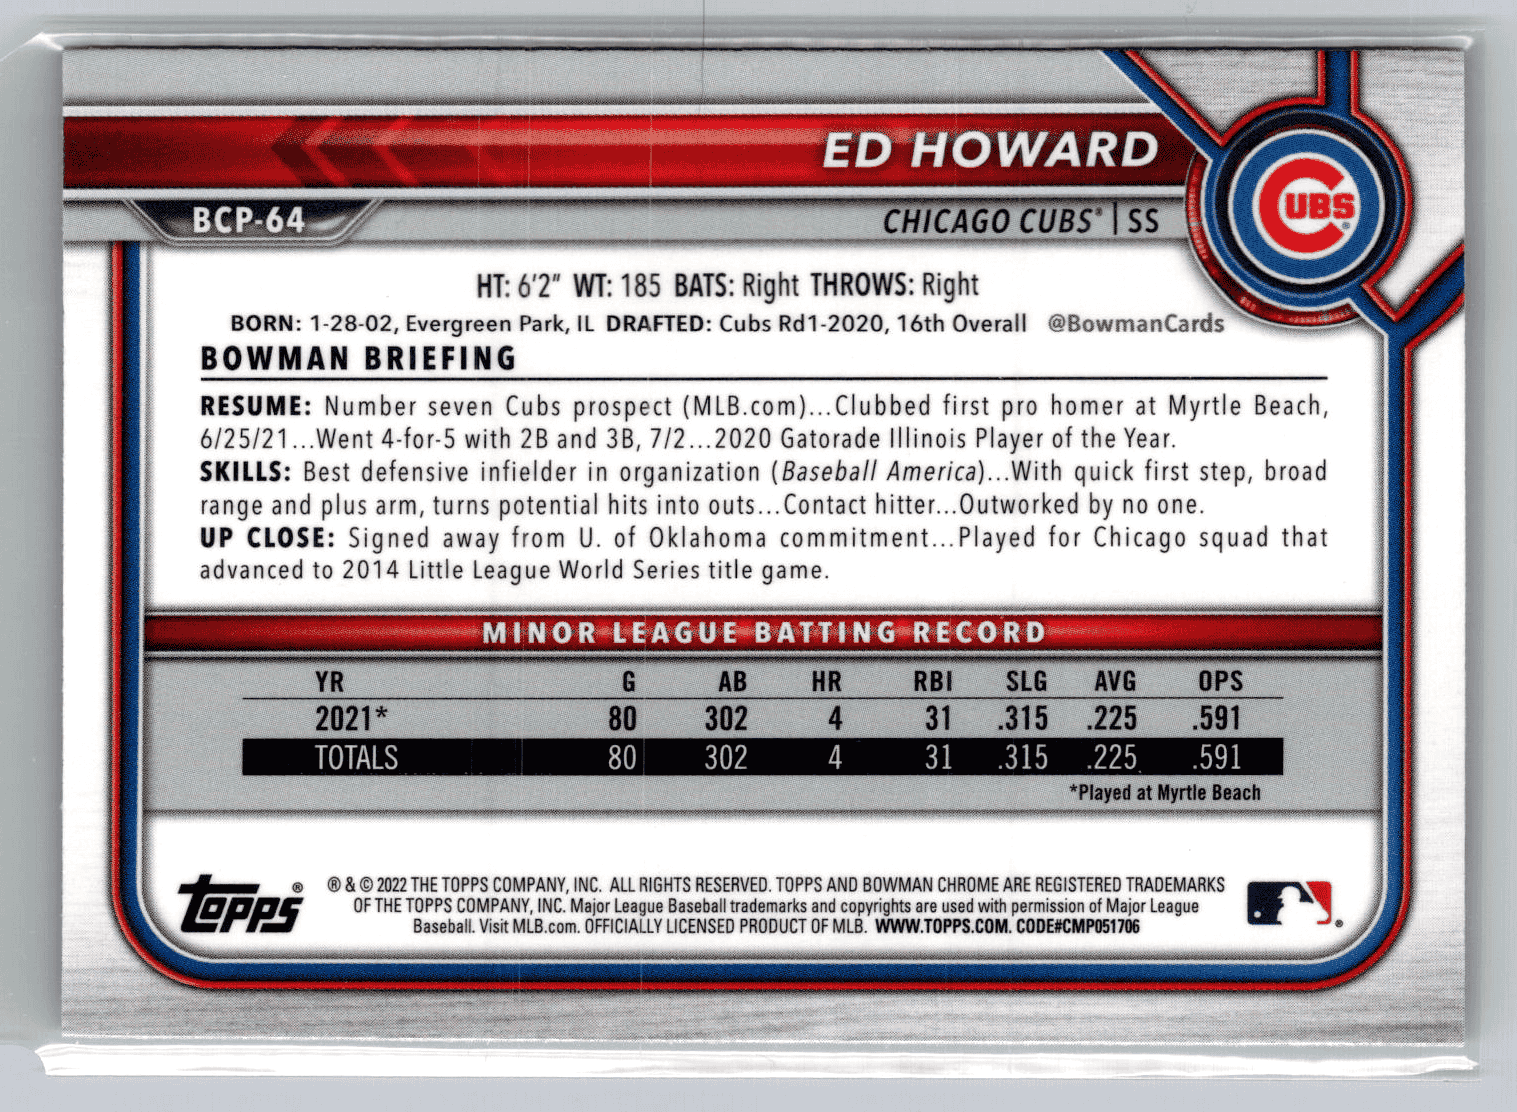 ED HOWARD
BCP-64
CHICAGO CUBS® | SS
CUBS®
HT: 6'2" WT: 185 BATS: Right THROWS: Right
BORN: 1-28-02, Evergreen Park, IL DRAFTED: Cubs Rd1-2020, 16th Overall @BowmanCards
BOWMAN BRIEFING
RESUME: Number seven Cubs prospect (MLB.com)...Clubbed first pro homer at Myrtle Beach,
6/25/21...Went 4-for-5 with 2B and 3B, 7/2...2020 Gatorade Illinois Player of the Year.
SKILLS: Best defensive infielder in organization (Baseball America)...With quick first step, broad
range and plus arm, turns potential hits into outs...Contact hitter...Outworked by no one.
UP CLOSE: Signed away from U. of Oklahoma commitment...Played for Chicago squad that
advanced to 2014 Little League World Series title game.
MINOR LEAGUE BATTING RECORD
YR G AB HR RBI SLG AVG OPS
2021* 80 302 4 31 .315 .225 .591
TOTALS 80 302 4 31 .315 .225 .591
*Played at Myrtle Beach
Topps®
® & © 2022 THE TOPPS COMPANY, INC. ALL RIGHTS RESERVED. TOPPS AND BOWMAN CHROME ARE REGISTERED TRADEMARKS
OF THE TOPPS COMPANY, INC. Major League Baseball trademarks and copyrights are used with permission of Major League
Baseball. Visit MLB.com. OFFICIALLY LICENSED PRODUCT OF MLB. WWW.TOPPS.COM. CODE#CMP051706
®